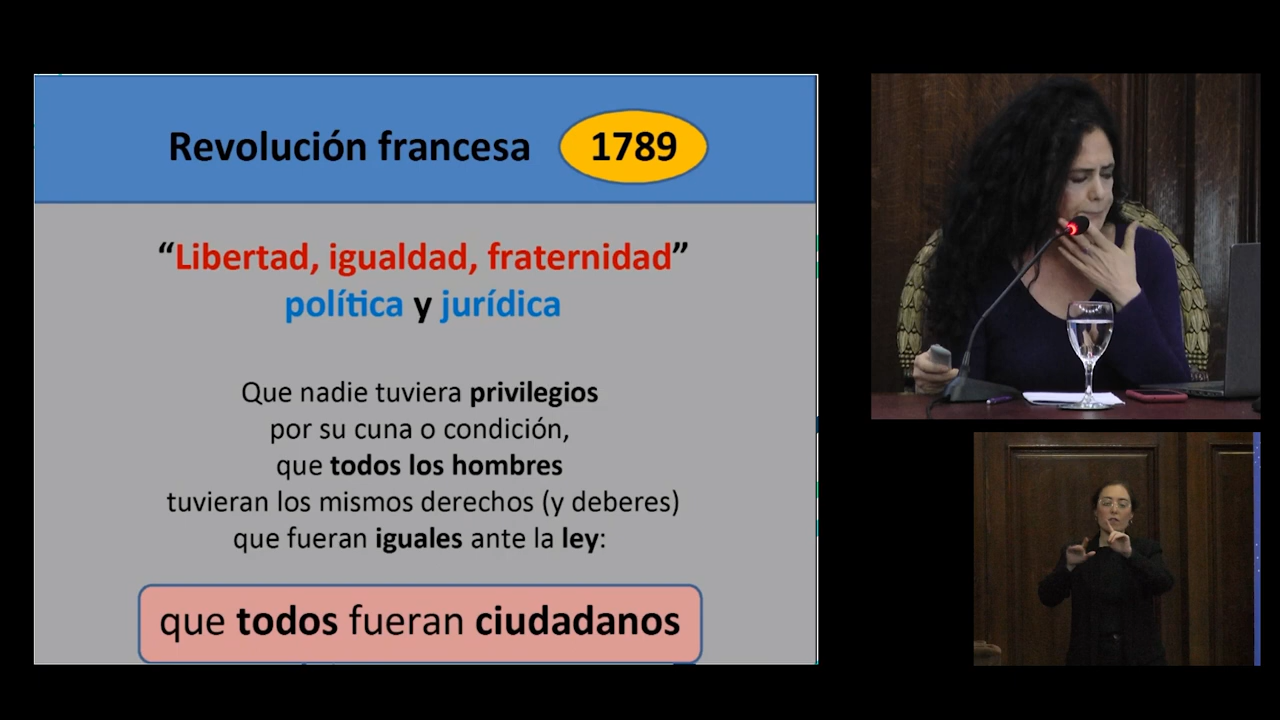 Revolución francesa 1789
“Libertad, igualdad, fraternidad”
política y jurídica
Que nadie tuviera privilegios
por su cuna o condición,
que todos los hombres
tuvieran los mismos derechos (y deberes)
que fueran iguales ante la ley:
que todos fueran ciudadanos